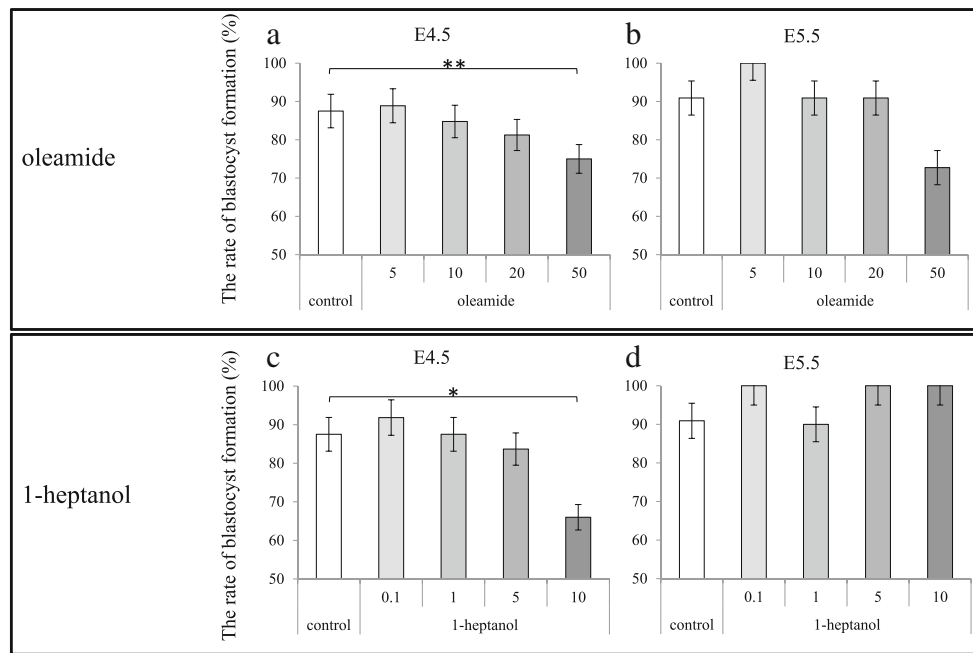 oleamide
The rate of blastocyst formation (%)
a
E4.5
**
100
90
80
70
60
50
5 10 20 50
control oleamide
b
E5.5
100
90
80
70
60
50
5 10 20 50
control oleamide
1-heptanol
The rate of blastocyst formation (%)
c
E4.5
*
100
90
80
70
60
50
0.1 1 5 10
control 1-heptanol
d
E5.5
100
90
80
70
60
50
0.1 1 5 10
control 1-heptanol